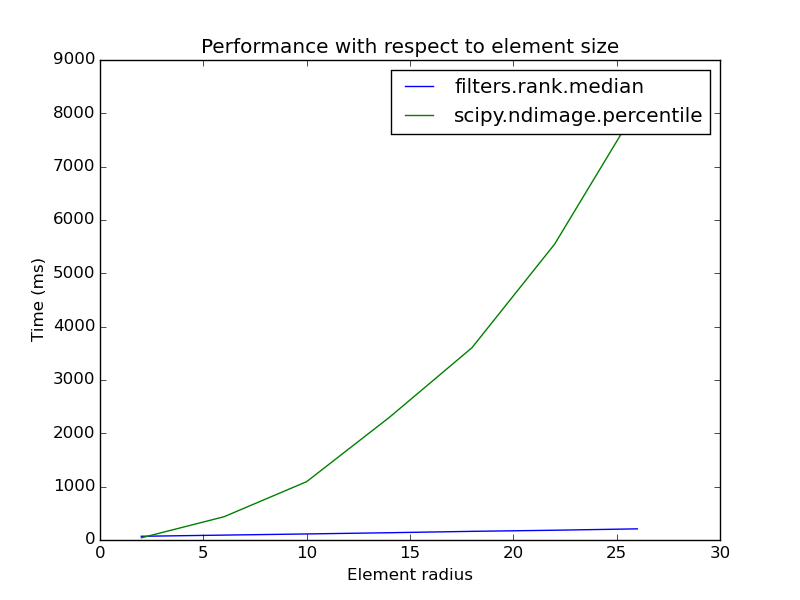 Performance with respect to element size
9000
8000
7000
6000
5000
4000
3000
2000
1000
0
Time (ms)
filters.rank.median
scipy.ndimage.percentile
0 5 10 15 20 25 30
Element radius